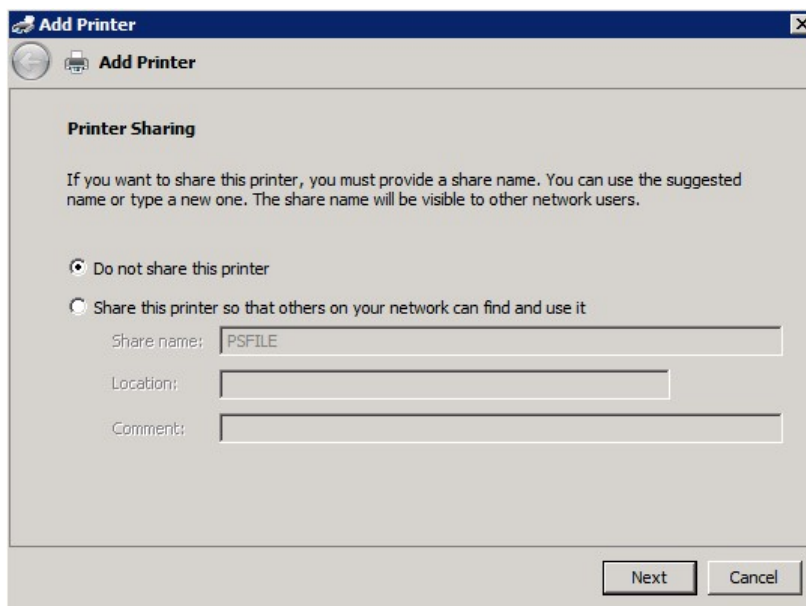 Add Printer
Add Printer
Printer Sharing
If you want to share this printer, you must provide a share name. You can use the suggested
name or type a new one. The share name will be visible to other network users.
Do not share this printer
Share this printer so that others on your network can find and use it
Share name: PSFILE
Location:
Comment:
Next Cancel